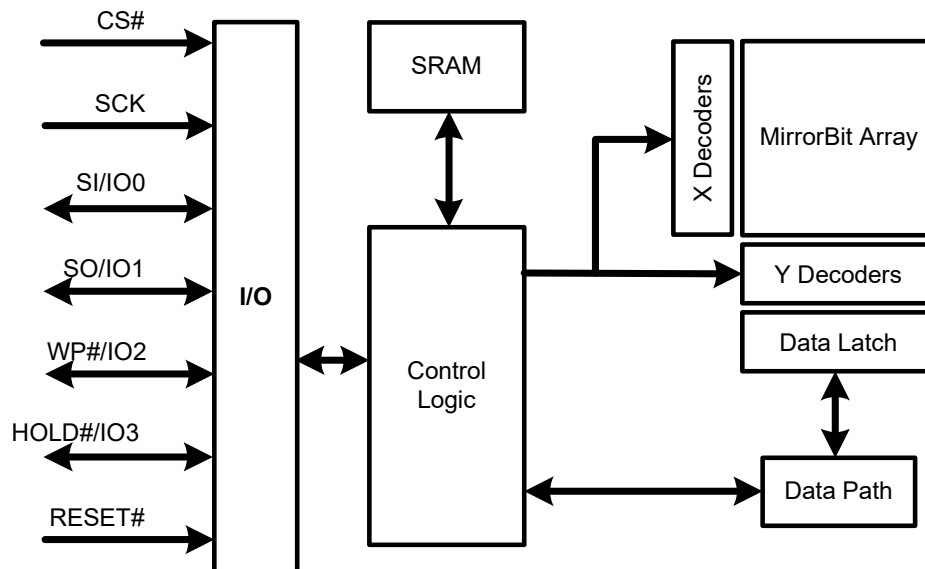 CS#
SCK
SI/IO0
SO/IO1
WP#/IO2
HOLD#/IO3
RESET#
I/O
SRAM
Control
Logic
X Decoders
MirrorBit Array
Y Decoders
Data Latch
Data Path